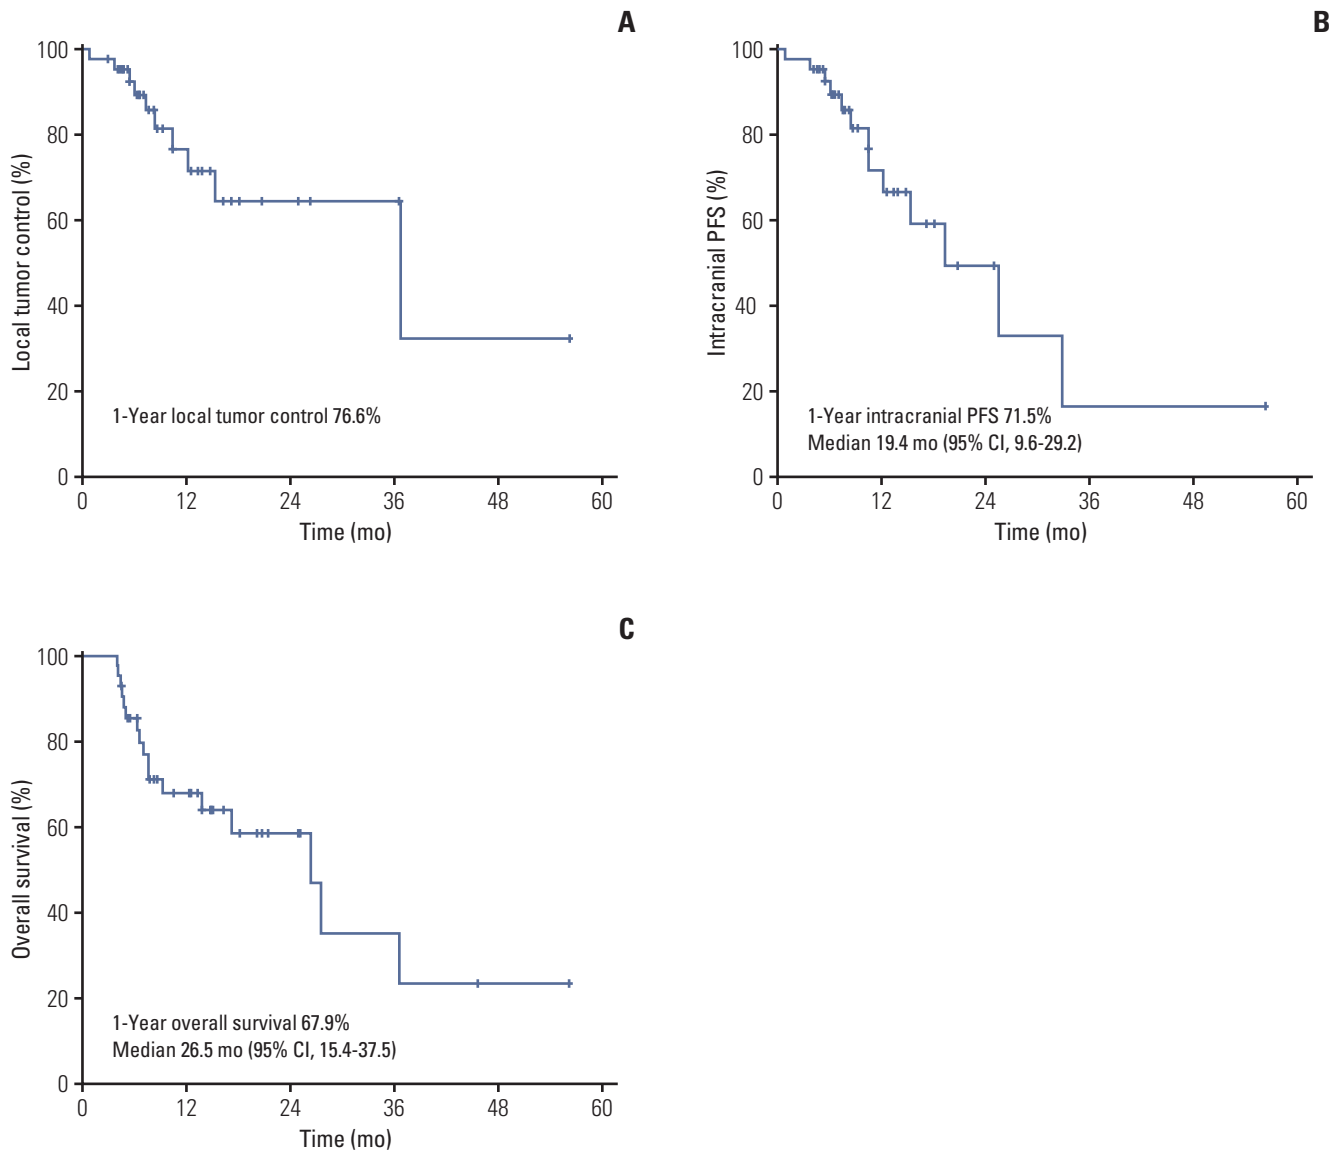 A
100
80
60
40
20
0
Local tumor control (%)
1-Year local tumor control 76.6%
0 12 24 36 48 60
Time (mo)
B
100
80
60
40
20
0
Intracranial PFS (%)
1-Year intracranial PFS 71.5%
Median 19.4 mo (95% CI, 9.6-29.2)
0 12 24 36 48 60
Time (mo)
C
100
80
60
40
20
0
Overall survival (%)
1-Year overall survival 67.9%
Median 26.5 mo (95% CI, 15.4-37.5)
0 12 24 36 48 60
Time (mo)